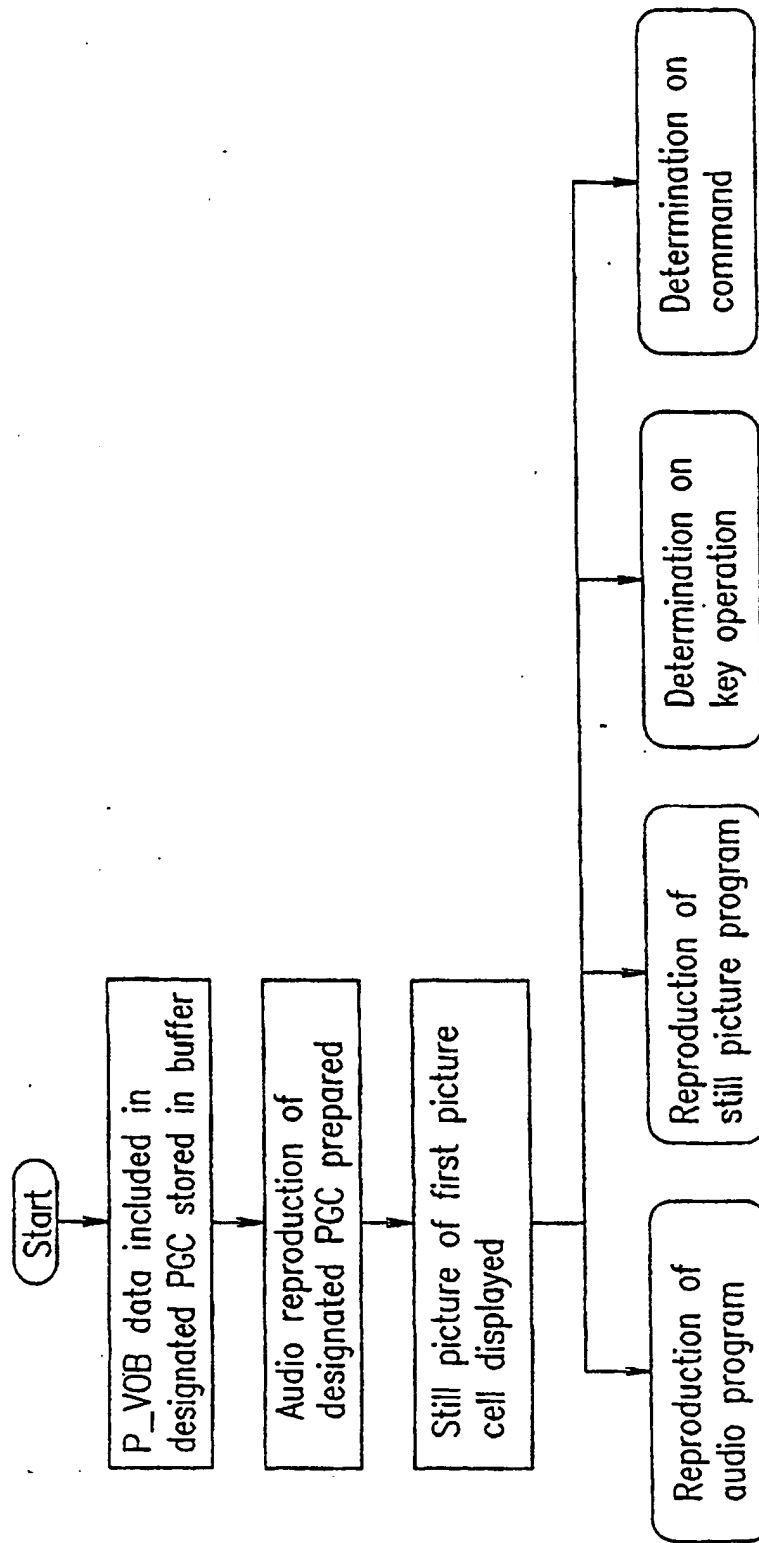 Start
P_VOB data included in
designated PGC stored in buffer
Audio reproduction of
designated PGC prepared
Still picture of first picture
cell displayed
Reproduction of
audio program
Reproduction of
still picture program
Determination on
key operation
Determination on
command